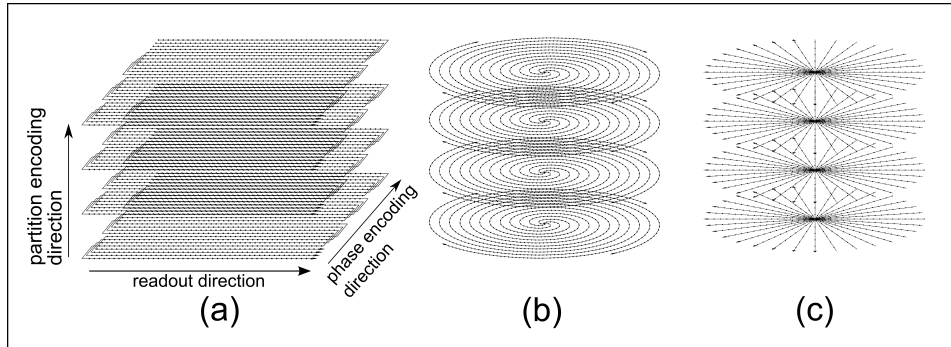 partition encoding
direction
readout direction
phase encoding
direction
(a)
(b)
(c)